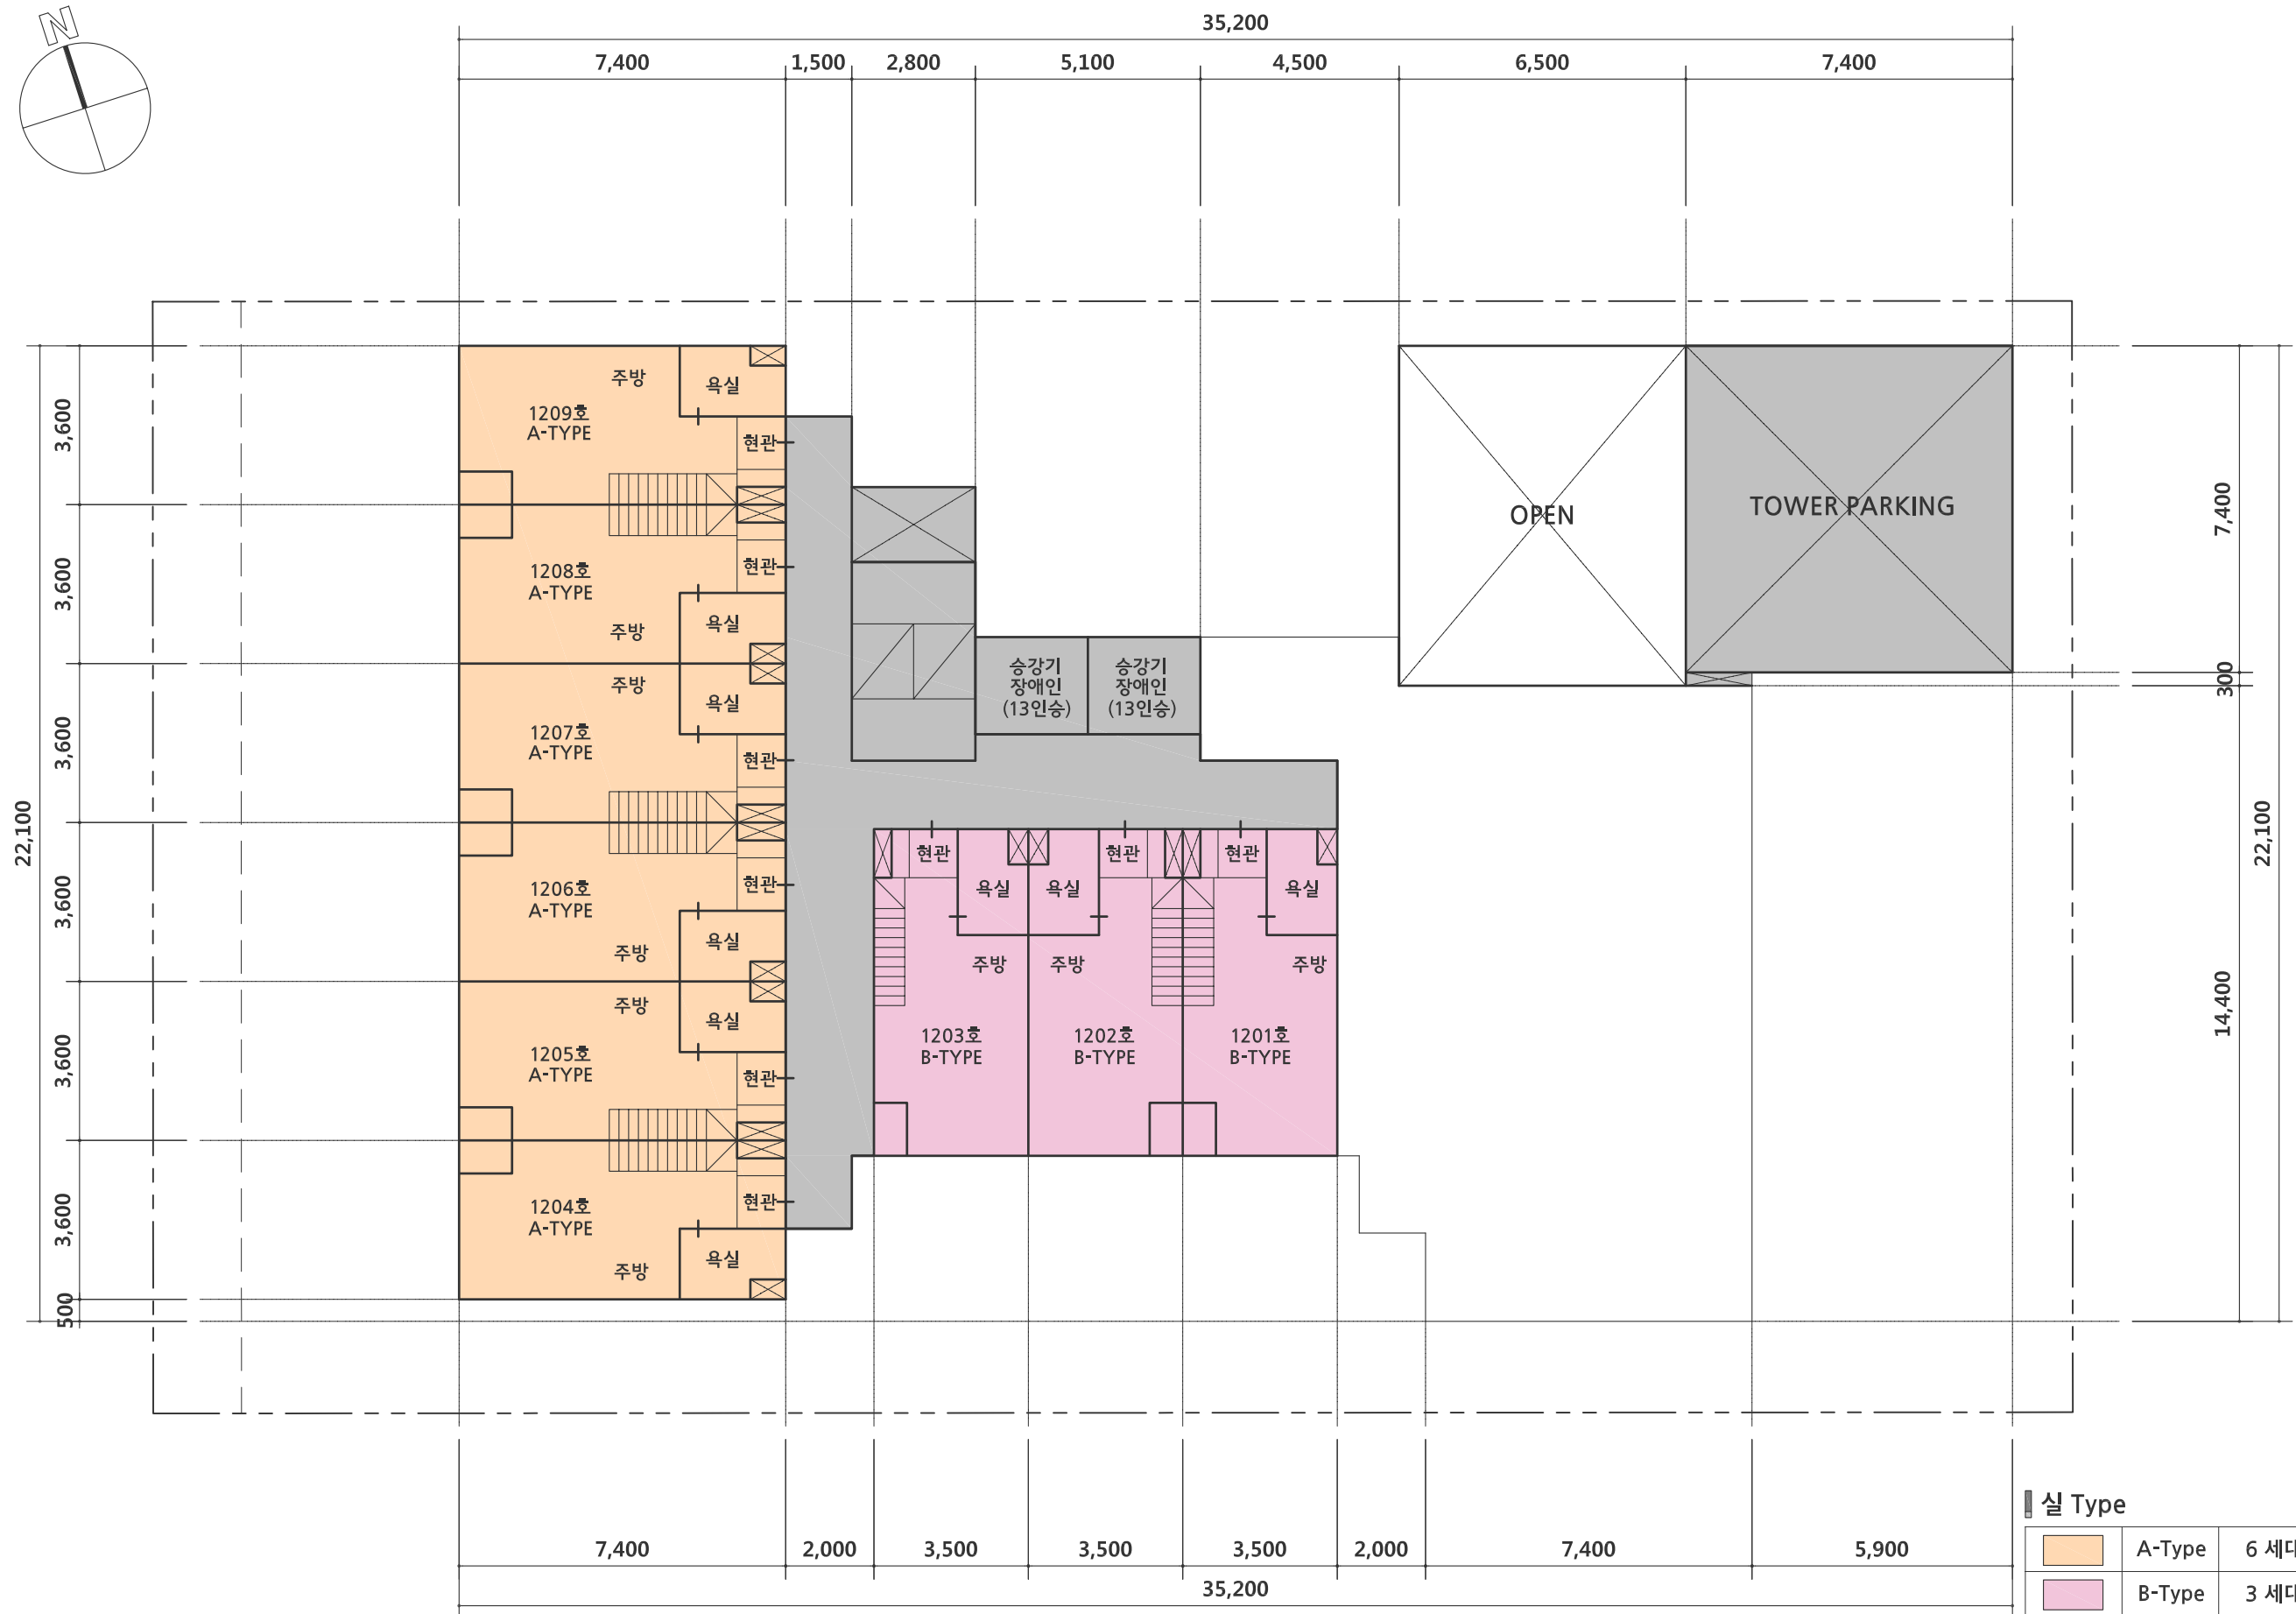 N
35,200
7,400 1,500 2,800 5,100 4,500 6,500 7,400
주방
욕실
1209호
A-TYPE
현관
3,600
1208호
A-TYPE
현관
주방
욕실
3,600
주방
욕실
1207호
A-TYPE
현관
3,600
1206호
A-TYPE
현관
주방
욕실
3,600
주방
욕실
1205호
A-TYPE
현관
3,600
1204호
A-TYPE
현관
주방
욕실
3,600
500
22,100
승강기
장애인
(13인승)
승강기
장애인
(13인승)
OPEN
TOWER PARKING
7,400
300
14,400
22,100
현관
욕실
주방
1203호
B-TYPE
욕실
현관
주방
1202호
B-TYPE
현관
욕실
주방
1201호
B-TYPE
7,400 2,000 3,500 3,500 3,500 2,000 7,400 5,900
35,200
실 Type
A-Type 6 세
B-Type 3 세